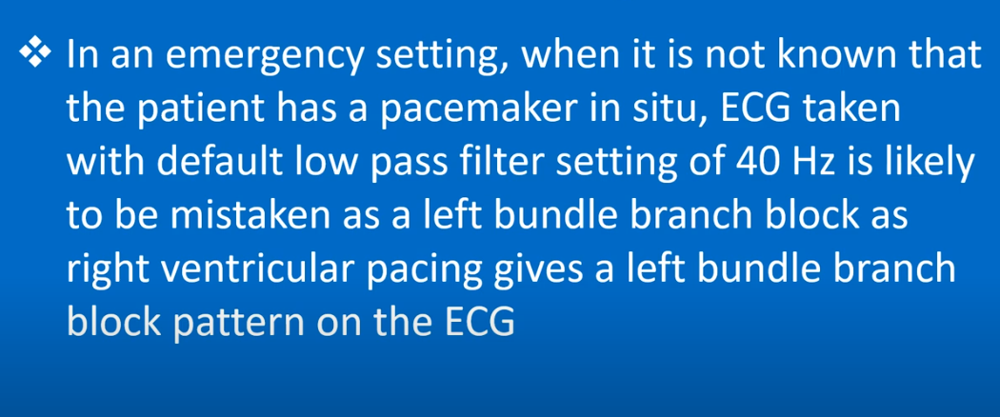 ❖ In an emergency setting, when it is not known that
the patient has a pacemaker in situ, ECG taken
with default low pass filter setting of 40 Hz is likely
to be mistaken as a left bundle branch block as
right ventricular pacing gives a left bundle branch
block pattern on the ECG